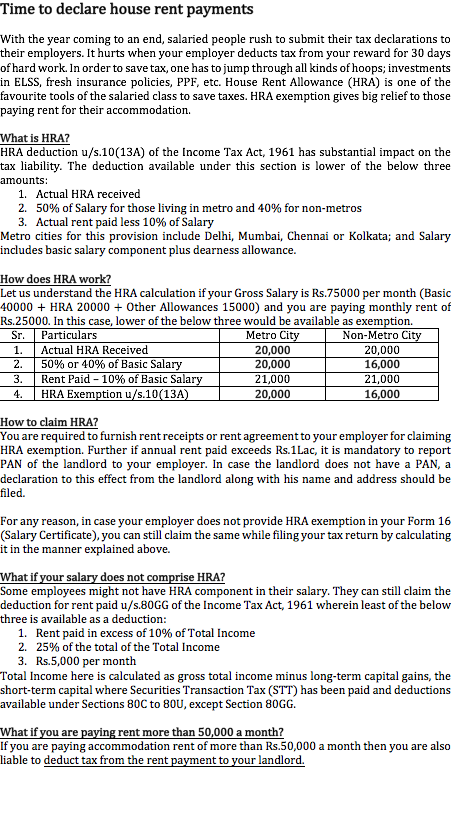 Time to declare house rent payments
With the year coming to an end, salaried people rush to submit their tax declarations to
their employers. It hurts when your employer deducts tax from your reward for 30 days
of hard work. In order to save tax, one has to jump through all kinds of hoops; investments
in ELSS, fresh insurance policies, PPF, etc. House Rent Allowance (HRA) is one of the
favourite tools of the salaried class to save taxes. HRA exemption gives big relief to those
paying rent for their accommodation.
What is HRA?
HRA deduction u/s.10(13A) of the Income Tax Act, 1961 has substantial impact on the
tax liability. The deduction available under this section is lower of the below three
amounts:
1. Actual HRA received
2. 50% of Salary for those living in metro and 40% for non-metros
3. Actual rent paid less 10% of Salary
Metro cities for this provision include Delhi, Mumbai, Chennai or Kolkata; and Salary
includes basic salary component plus dearness allowance.
How does HRA work?
Let us understand the HRA calculation if your Gross Salary is Rs.75000 per month (Basic
40000 + HRA 20000 + Other Allowances 15000) and you are paying monthly rent of
Rs.25000. In this case, lower of the below three would be available as exemption.
Sr. Particulars Metro City Non-Metro City
1. Actual HRA Received 20,000 20,000
2. 50% or 40% of Basic Salary 20,000 16,000
3. Rent Paid – 10% of Basic Salary 21,000 21,000
4. HRA Exemption u/s.10(13A) 20,000 16,000
How to claim HRA?
You are required to furnish rent receipts or rent agreement to your employer for claiming
HRA exemption. Further if annual rent paid exceeds Rs.1Lac, it is mandatory to report
PAN of the landlord to your employer. In case the landlord does not have a PAN, a
declaration to this effect from the landlord along with his name and address should be
filed.
For any reason, in case your employer does not provide HRA exemption in your Form 16
(Salary Certificate), you can still claim the same while filing your tax return by calculating
it in the manner explained above.
What if your salary does not comprise HRA?
Some employees might not have HRA component in their salary. They can still claim the
deduction for rent paid u/s.80GG of the Income Tax Act, 1961 wherein least of the below
three is available as a deduction:
1. Rent paid in excess of 10% of Total Income
2. 25% of the total of the Total Income
3. Rs.5,000 per month
Total Income here is calculated as gross total income minus long-term capital gains, the
short-term capital where Securities Transaction Tax (STT) has been paid and deductions
available under Sections 80C to 80U, except Section 80GG.
What if you are paying rent more than 50,000 a month?
If you are paying accommodation rent of more than Rs.50,000 a month then you are also
liable to deduct tax from the rent payment to your landlord.